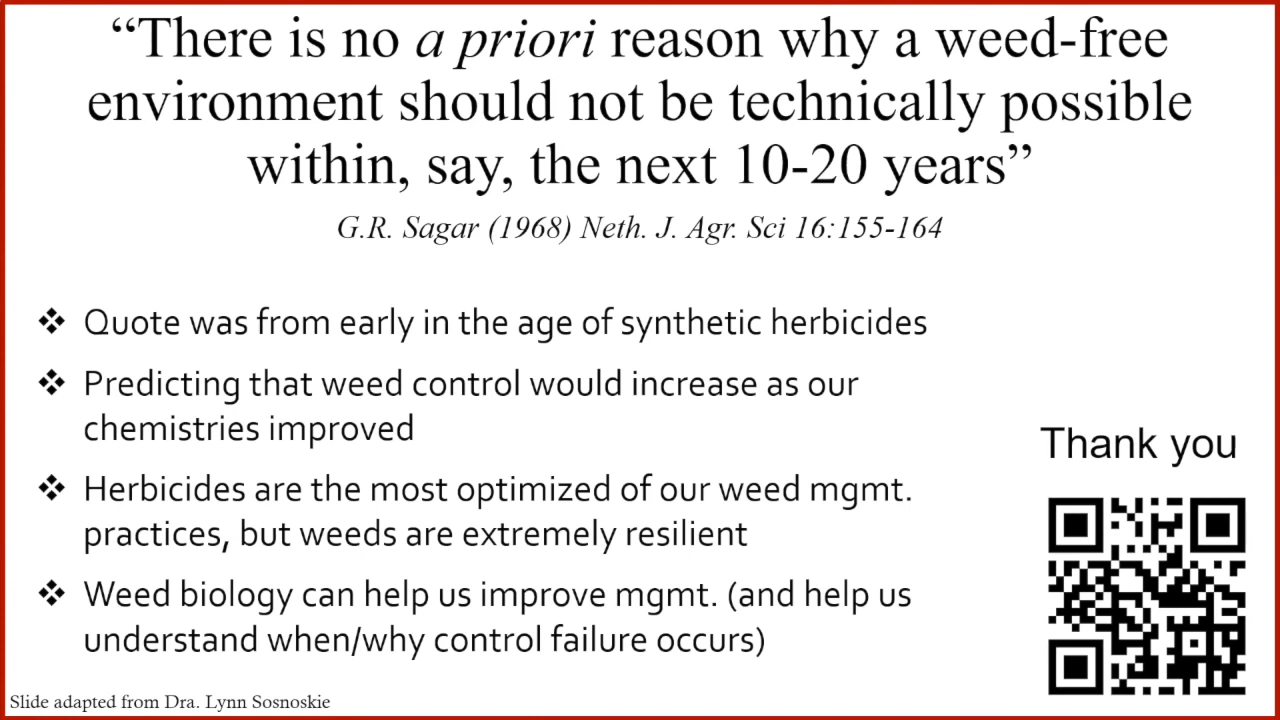 “There is no a priori reason why a weed-free
environment should not be technically possible
within, say, the next 10-20 years”
G.R. Sagar (1968) Neth. J. Agr. Sci 16:155-164
❖ Quote was from early in the age of synthetic herbicides
❖ Predicting that weed control would increase as our
chemistries improved
❖ Herbicides are the most optimized of our weed mgmt.
practices, but weeds are extremely resilient
❖ Weed biology can help us improve mgmt. (and help us
understand when/why control failure occurs)
Thank you
Slide adapted from Dra. Lynn Sosnoskie